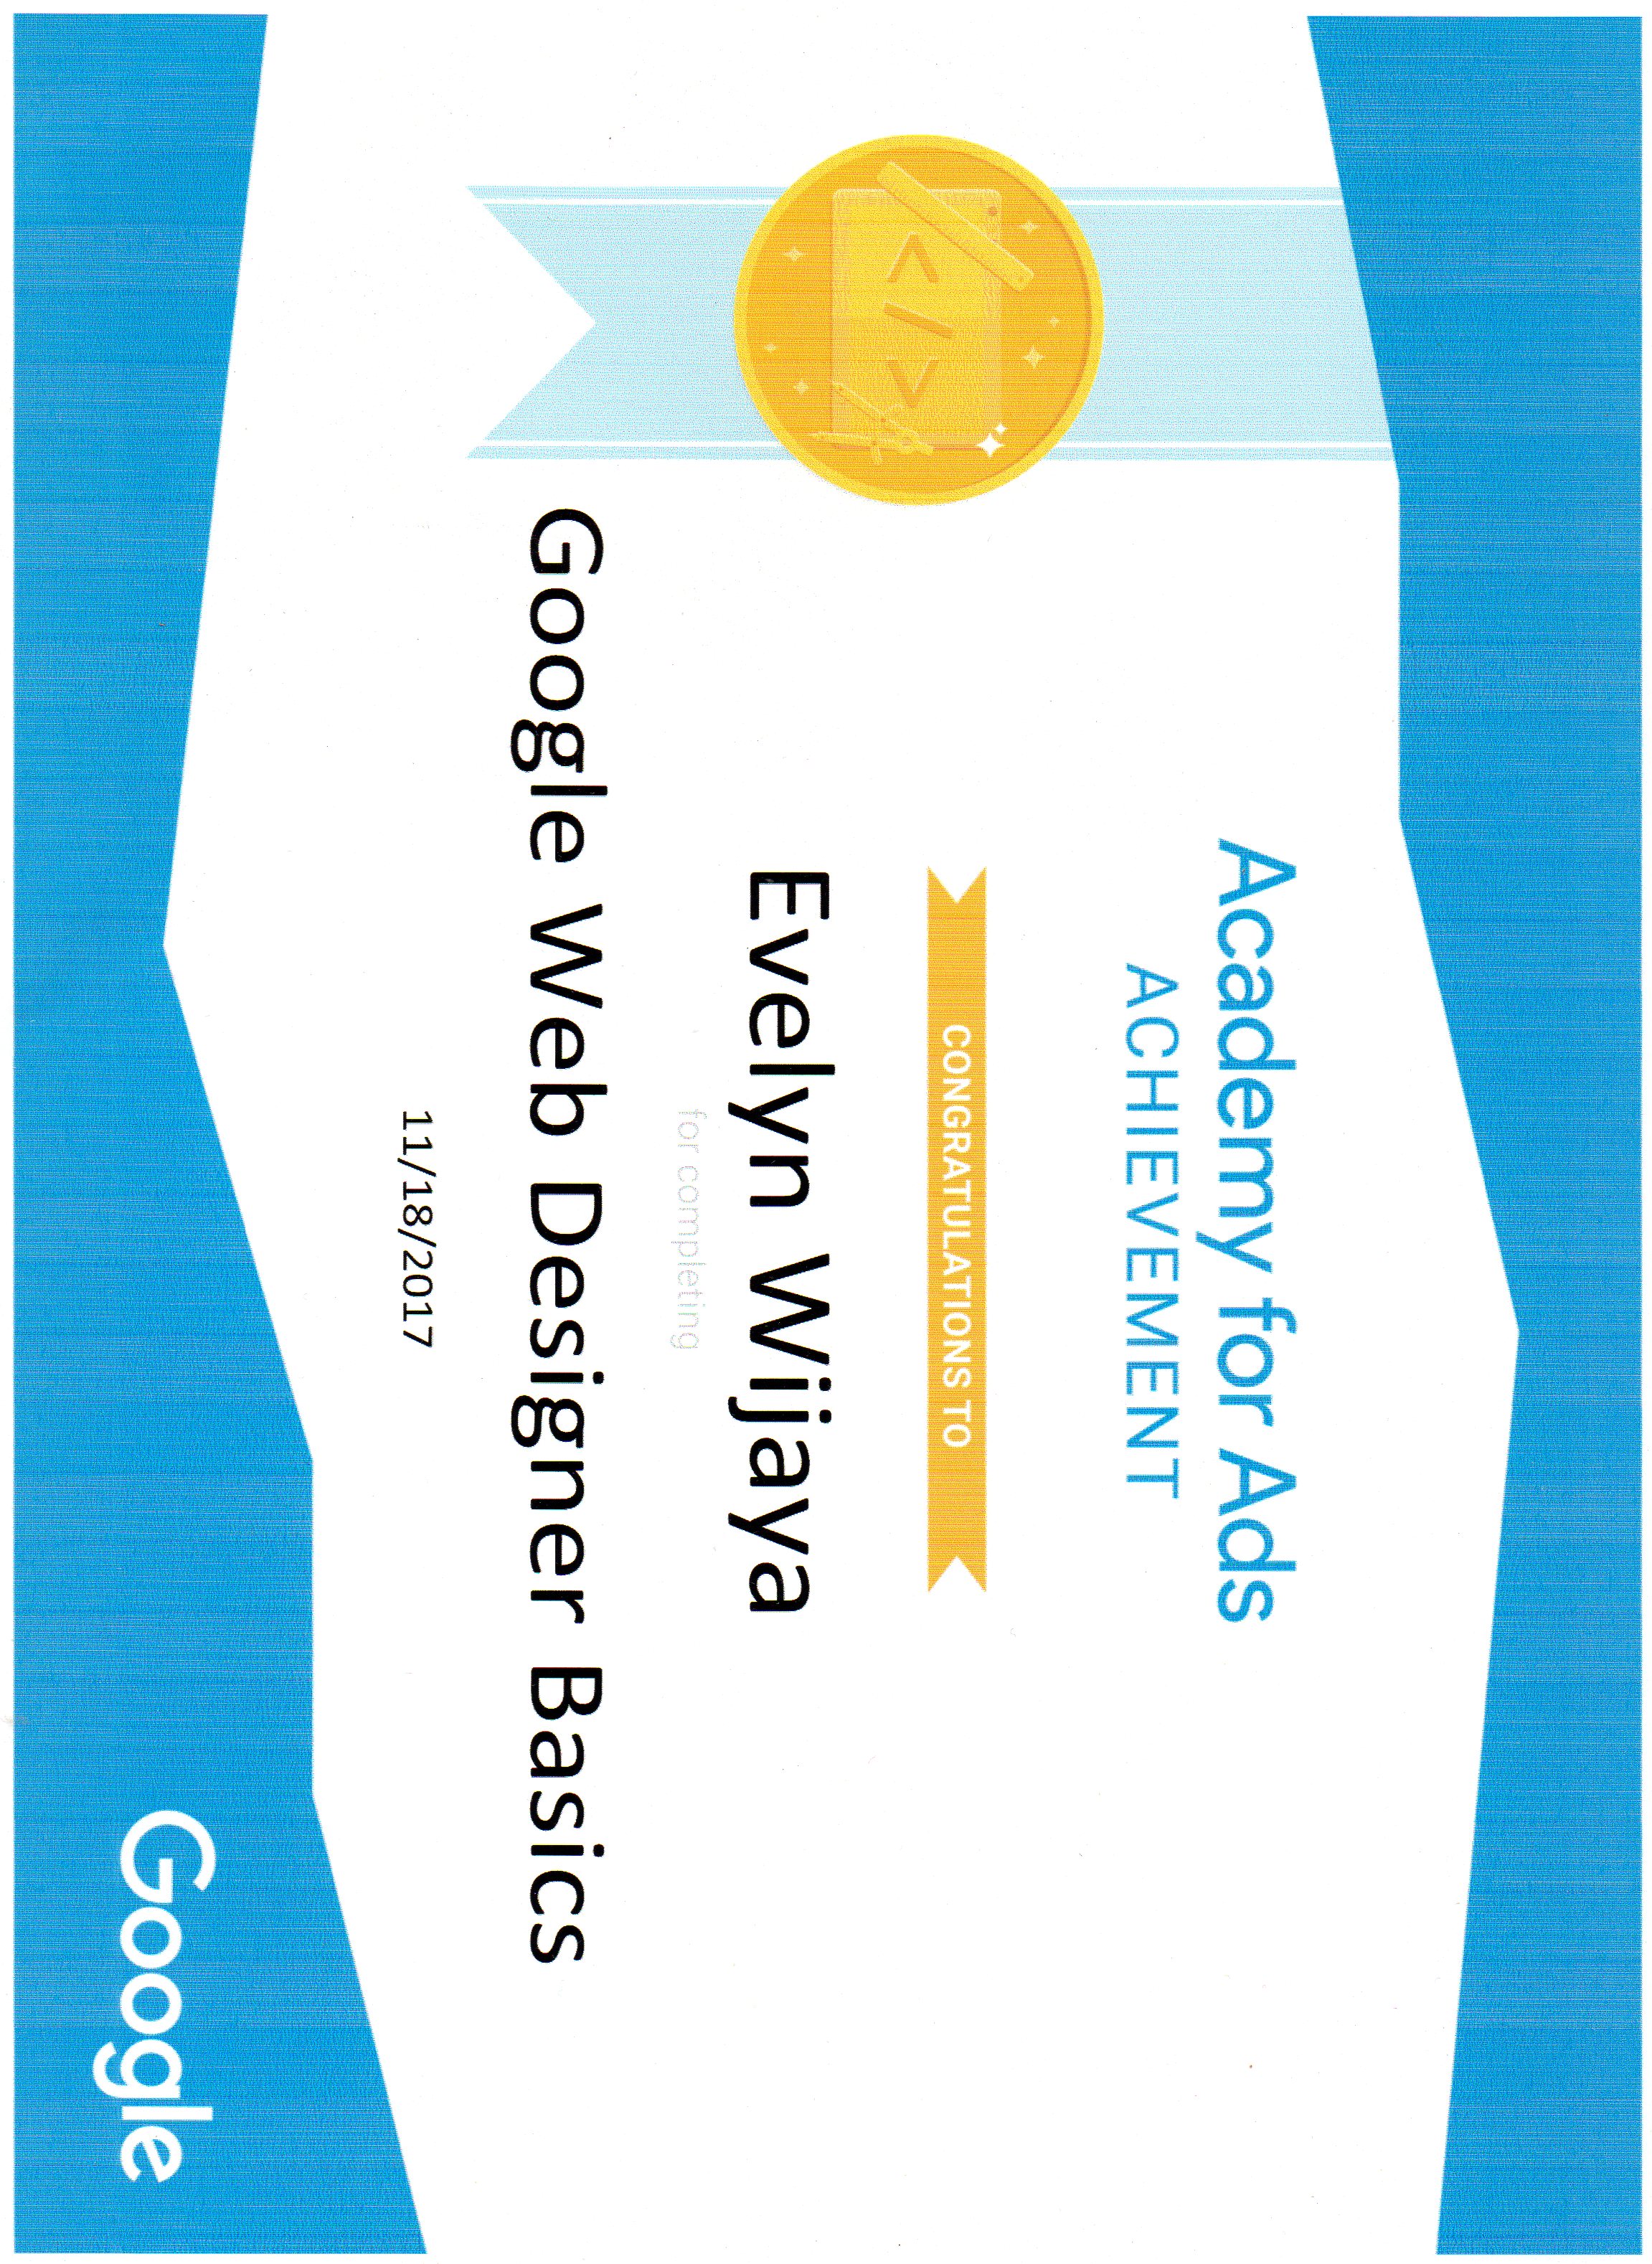 Academy for Ads
ACHIEVEMENT
CONGRATULATIONS TO
Evelyn Wijaya
for completing
Google Web Designer Basics
11/18/2017
Google